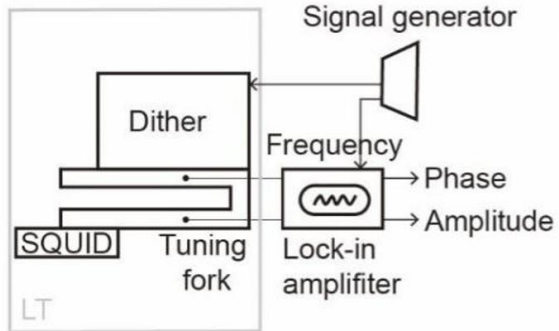 Signal generator
Dither
Frequency
Phase
Amplitude
SQUID
Tuning
fork
Lock-in
amplifiter
LT